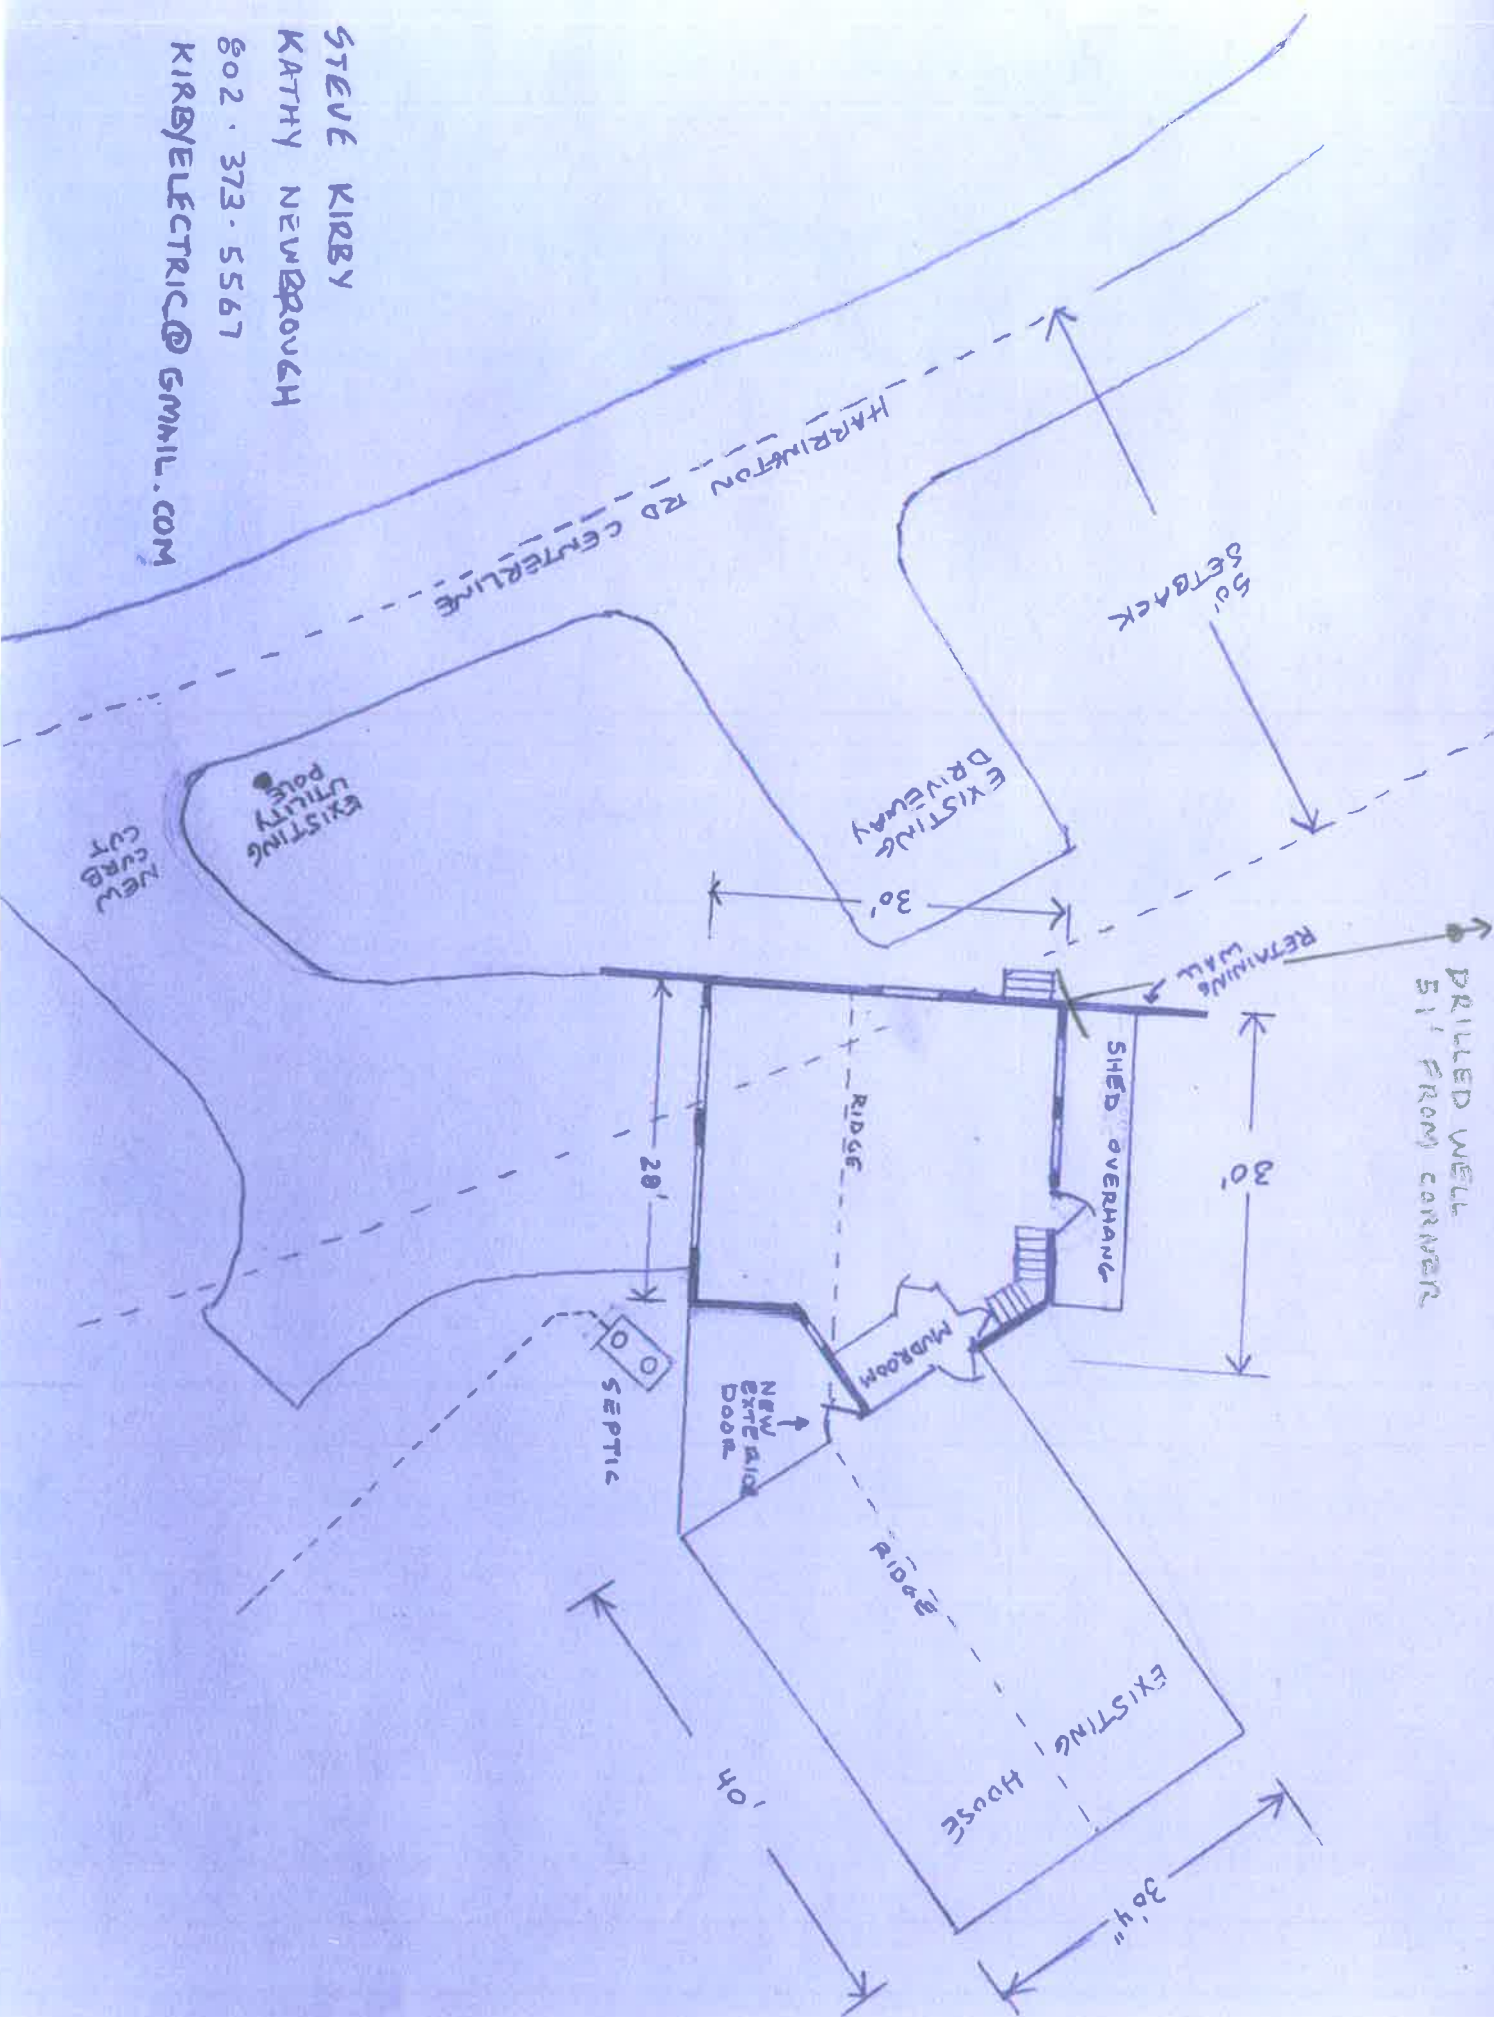 STEVE KIRBY
KATHY NEWBROUGH
802 · 373 · 5567
KIRBYELECTRIC@GMAIL.COM
HARRINGTON RD CENTERLINE
50'
SETBACK
EXISTING
DRIVEWAY
EXISTING
UTILITY
POLE
NEW
CURB
CUT
30'
RETAINING
WALL
DRILLED WELL
51' FROM CORNER
SHED OVERHANG
30'
RIDGE
28'
MUDROOM
NEW
EXTERIOR
DOOR
SEPTIC
RIDGE
EXISTING
HOUSE
40'
30'4"